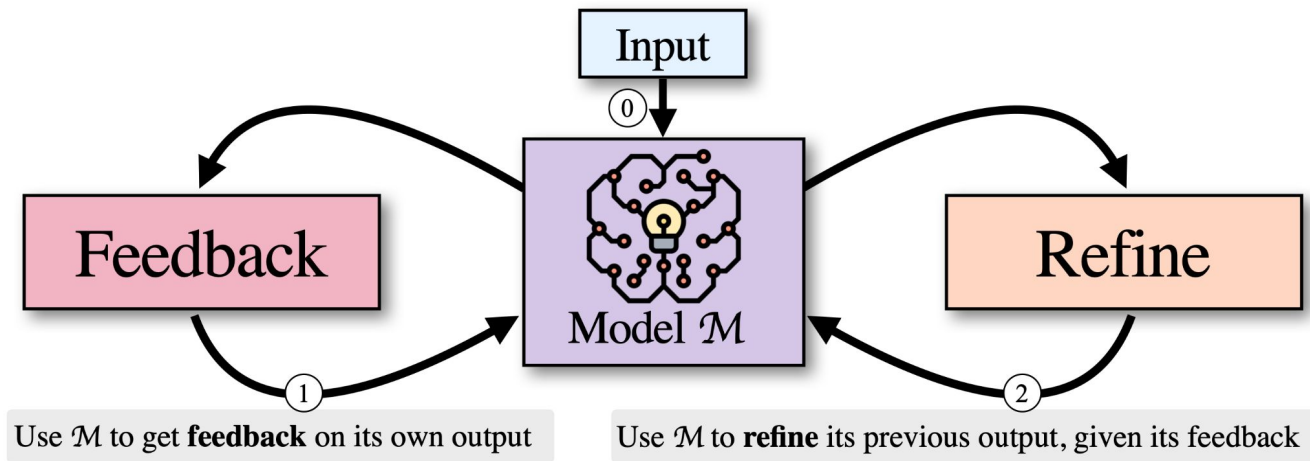 Input
0
Feedback
Model ℳ
Refine
1
2
Use ℳ to get feedback on its own output
Use ℳ to refine its previous output, given its feedback